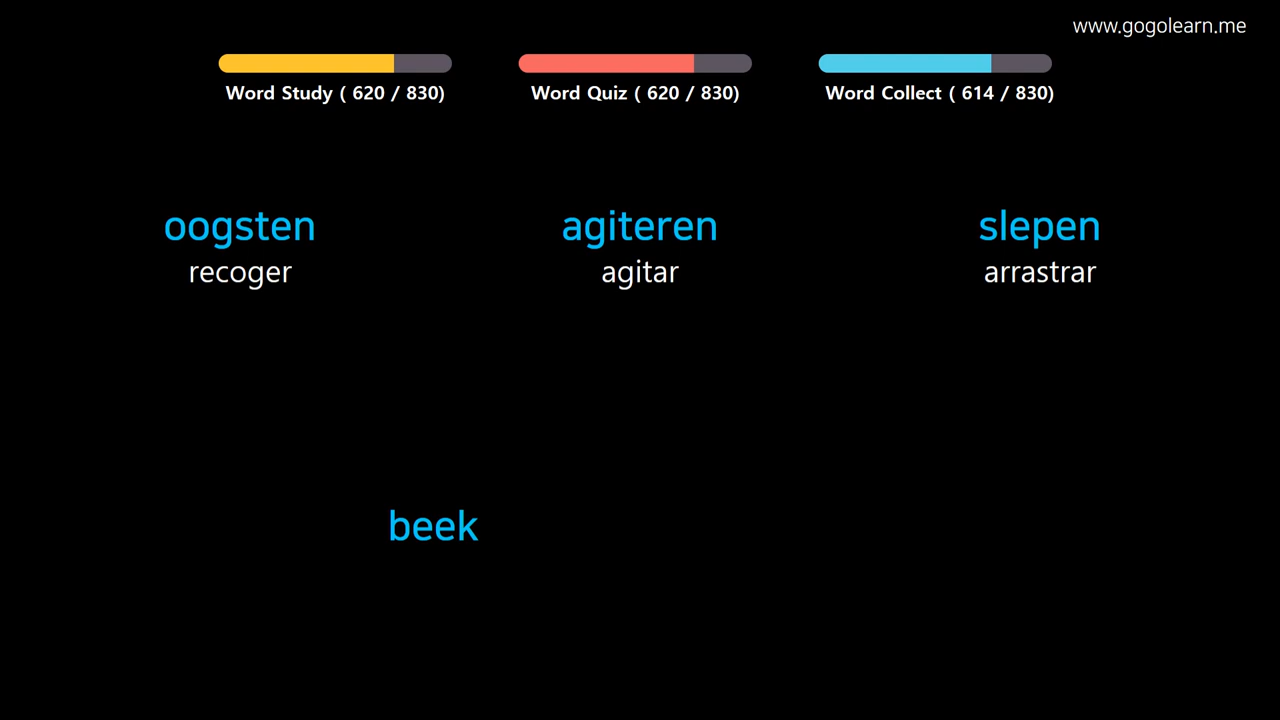 www.gogolearn.me
Word Study ( 620 / 830)
Word Quiz ( 620 / 830)
Word Collect ( 614 / 830)
oogsten
recoger
agiteren
agitar
slepen
arrastrar
beek